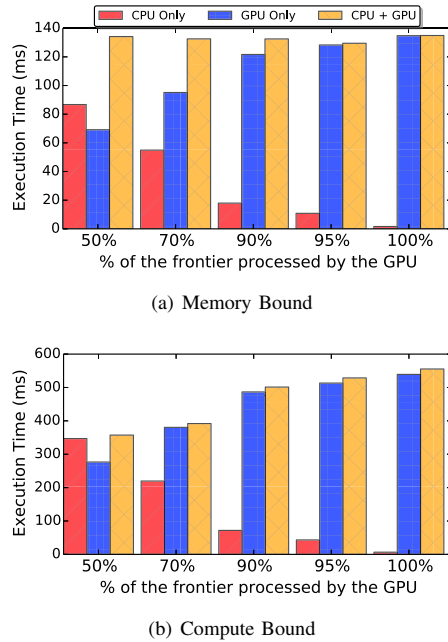 CPU Only GPU Only CPU + GPU
140
120
100
80
60
40
20
0
Execution Time (ms)
50% 70% 90% 95% 100%
% of the frontier processed by the GPU
(a) Memory Bound
600
500
400
300
200
100
0
Execution Time (ms)
50% 70% 90% 95% 100%
% of the frontier processed by the GPU
(b) Compute Bound